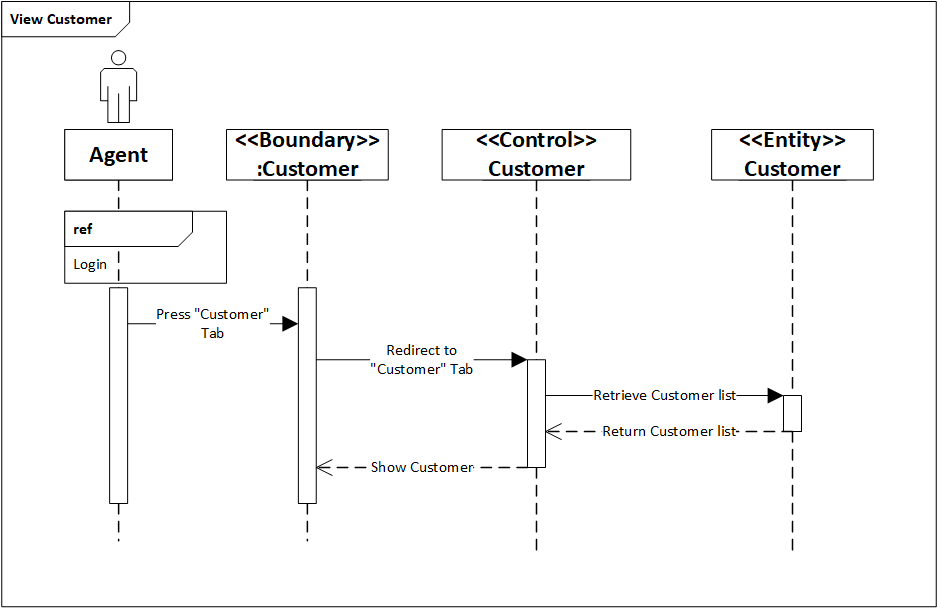 View Customer
Agent
<<Boundary>>
:Customer
<<Control>>
Customer
<<Entity>>
Customer
ref
Login
Press "Customer"
Tab
Redirect to
"Customer" Tab
Retrieve Customer list
Return Customer list
Show Customer